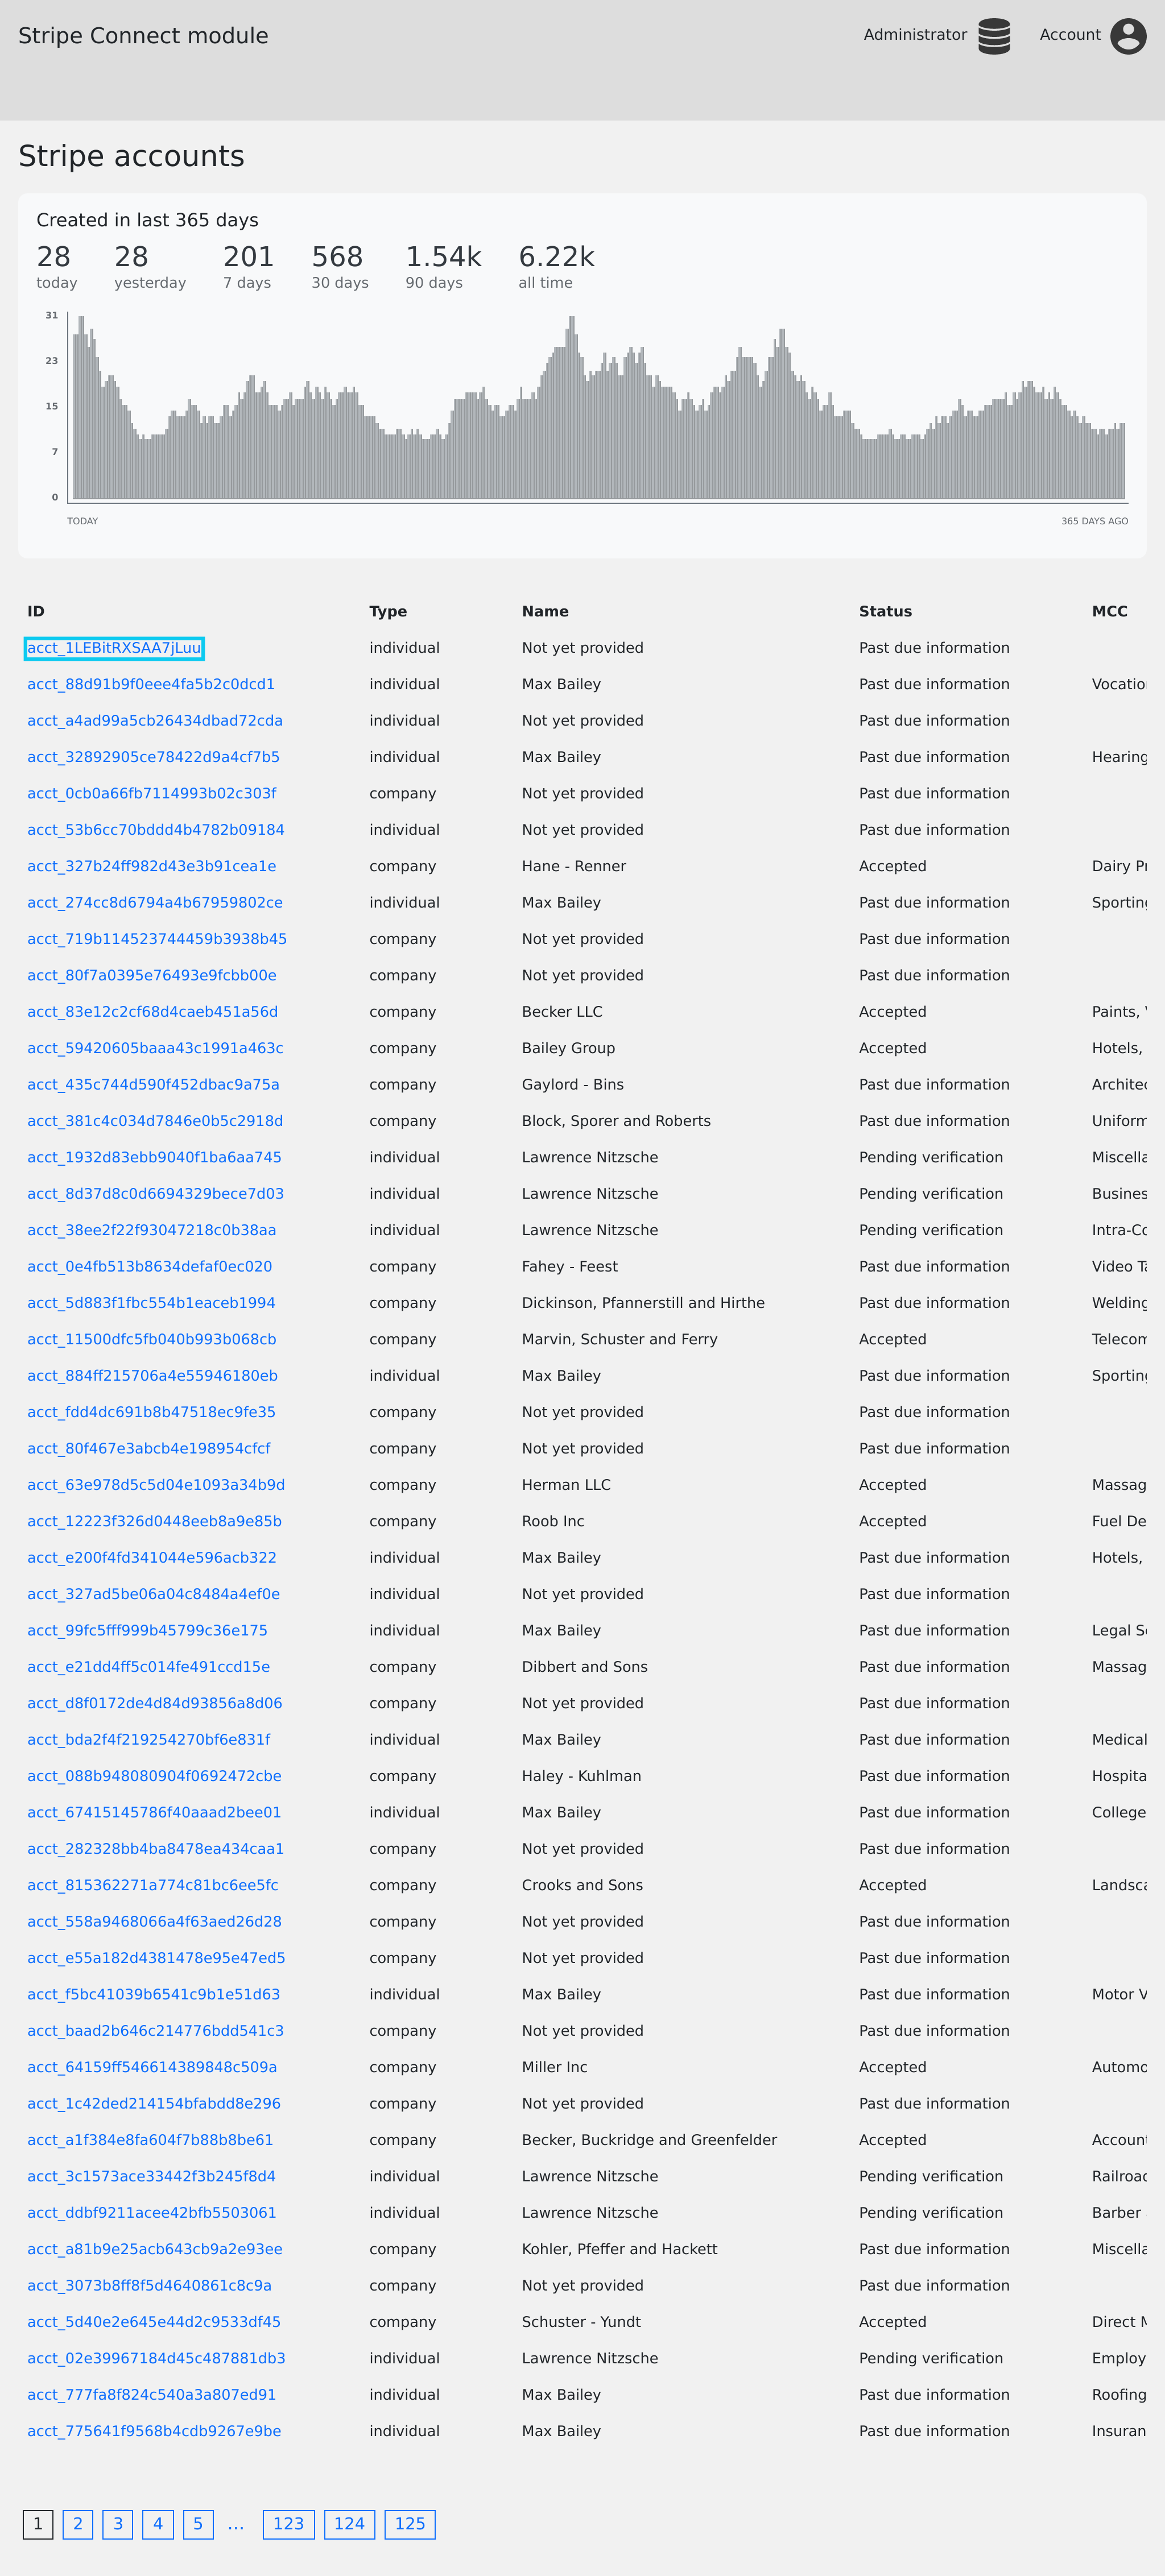 Stripe Connect module Administrator Account
Stripe accounts
Created in last 365 days
28 28 201 568 1.54k 6.22k
today yesterday 7 days 30 days 90 days all time
31
23
15
7
0
TODAY 365 DAYS AGO
ID Type Name Status MCC
acct_1LEBitRXSAA7jLuu individual Not yet provided Past due information
acct_88d91b9f0eee4fa5b2c0dcd1 individual Max Bailey Past due information Vocatio
acct_a4ad99a5cb26434dbad72cda individual Not yet provided Past due information
acct_32892905ce78422d9a4cf7b5 individual Max Bailey Past due information Hearing
acct_0cb0a66fb7114993b02c303f company Not yet provided Past due information
acct_53b6cc70bddd4b4782b09184 individual Not yet provided Past due information
acct_327b24ff982d43e3b91cea1e company Hane - Renner Accepted Dairy P
acct_274cc8d6794a4b67959802ce individual Max Bailey Past due information Sporting
acct_719b114523744459b3938b45 company Not yet provided Past due information
acct_80f7a0395e76493e9fcbb00e company Not yet provided Past due information
acct_83e12c2cf68d4caeb451a56d company Becker LLC Accepted Paints,
acct_59420605baaa43c1991a463c company Bailey Group Accepted Hotels,
acct_435c744d590f452dbac9a75a company Gaylord - Bins Past due information Architec
acct_381c4c034d7846e0b5c2918d company Block, Sporer and Roberts Past due information Uniform
acct_1932d83ebb9040f1ba6aa745 individual Lawrence Nitzsche Pending verification Miscella
acct_8d37d8c0d6694329bece7d03 individual Lawrence Nitzsche Pending verification Busines
acct_38ee2f22f93047218c0b38aa individual Lawrence Nitzsche Pending verification Intra-Co
acct_0e4fb513b8634defaf0ec020 company Fahey - Feest Past due information Video Ta
acct_5d883f1fbc554b1eaceb1994 company Dickinson, Pfannerstill and Hirthe Past due information Welding
acct_11500dfc5fb040b993b068cb company Marvin, Schuster and Ferry Accepted Telecom
acct_884ff215706a4e55946180eb individual Max Bailey Past due information Sporting
acct_fdd4dc691b8b47518ec9fe35 company Not yet provided Past due information
acct_80f467e3abcb4e198954cfcf company Not yet provided Past due information
acct_63e978d5c5d04e1093a34b9d company Herman LLC Accepted Massag
acct_12223f326d0448eeb8a9e85b company Roob Inc Accepted Fuel De
acct_e200f4fd341044e596acb322 individual Max Bailey Past due information Hotels,
acct_327ad5be06a04c8484a4ef0e individual Not yet provided Past due information
acct_99fc5fff999b45799c36e175 individual Max Bailey Past due information Legal Se
acct_e21dd4ff5c014fe491ccd15e company Dibbert and Sons Past due information Massag
acct_d8f0172de4d84d93856a8d06 company Not yet provided Past due information
acct_bda2f4f219254270bf6e831f individual Max Bailey Past due information Medical
acct_088b948080904f0692472cbe company Haley - Kuhlman Past due information Hospita
acct_67415145786f40aaad2bee01 individual Max Bailey Past due information College
acct_282328bb4ba8478ea434caa1 company Not yet provided Past due information
acct_815362271a774c81bc6ee5fc company Crooks and Sons Accepted Landsca
acct_558a9468066a4f63aed26d28 company Not yet provided Past due information
acct_e55a182d4381478e95e47ed5 company Not yet provided Past due information
acct_f5bc41039b6541c9b1e51d63 individual Max Bailey Past due information Motor V
acct_baad2b646c214776bdd541c3 company Not yet provided Past due information
acct_64159ff546614389848c509a company Miller Inc Accepted Automo
acct_1c42ded214154bfabdd8e296 company Not yet provided Past due information
acct_a1f384e8fa604f7b88b8be61 company Becker, Buckridge and Greenfelder Accepted Account
acct_3c1573ace33442f3b245f8d4 individual Lawrence Nitzsche Pending verification Railroad
acct_ddbf9211acee42bfb5503061 individual Lawrence Nitzsche Pending verification Barber
acct_a81b9e25acb643cb9a2e93ee company Kohler, Pfeffer and Hackett Past due information Miscella
acct_3073b8ff8f5d4640861c8c9a company Not yet provided Past due information
acct_5d40e2e645e44d2c9533df45 company Schuster - Yundt Accepted Direct M
acct_02e39967184d45c487881db3 individual Lawrence Nitzsche Pending verification Employ
acct_777fa8f824c540a3a807ed91 individual Max Bailey Past due information Roofing
acct_775641f9568b4cdb9267e9be individual Max Bailey Past due information Insuran
1 2 3 4 5 ... 123 124 125